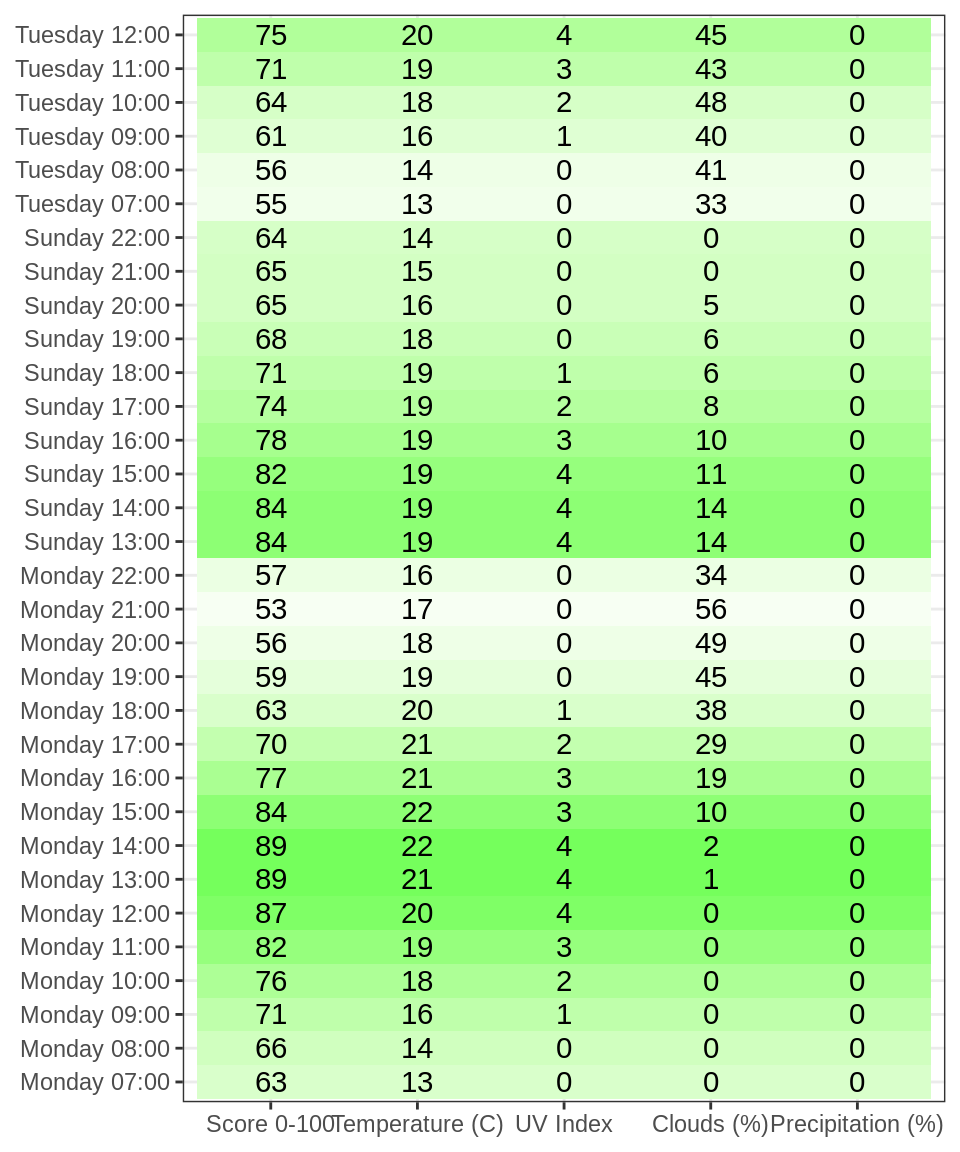 Tuesday 12:00 75 20 4 45 0
Tuesday 11:00 71 19 3 43 0
Tuesday 10:00 64 18 2 48 0
Tuesday 09:00 61 16 1 40 0
Tuesday 08:00 56 14 0 41 0
Tuesday 07:00 55 13 0 33 0
Sunday 22:00 64 14 0 0 0
Sunday 21:00 65 15 0 0 0
Sunday 20:00 65 16 0 5 0
Sunday 19:00 68 18 0 6 0
Sunday 18:00 71 19 1 6 0
Sunday 17:00 74 19 2 8 0
Sunday 16:00 78 19 3 10 0
Sunday 15:00 82 19 4 11 0
Sunday 14:00 84 19 4 14 0
Sunday 13:00 84 19 4 14 0
Monday 22:00 57 16 0 34 0
Monday 21:00 53 17 0 56 0
Monday 20:00 56 18 0 49 0
Monday 19:00 59 19 0 45 0
Monday 18:00 63 20 1 38 0
Monday 17:00 70 21 2 29 0
Monday 16:00 77 21 3 19 0
Monday 15:00 84 22 3 10 0
Monday 14:00 89 22 4 2 0
Monday 13:00 89 21 4 1 0
Monday 12:00 87 20 4 0 0
Monday 11:00 82 19 3 0 0
Monday 10:00 76 18 2 0 0
Monday 09:00 71 16 1 0 0
Monday 08:00 66 14 0 0 0
Monday 07:00 63 13 0 0 0
Score 0-100 Temperature (C) UV Index Clouds (%) Precipitation (%)